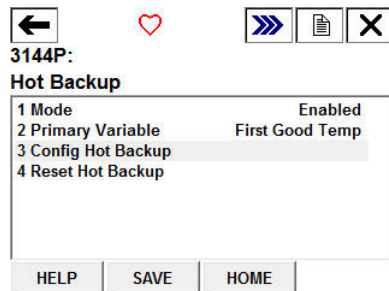 3144P:
Hot Backup
1 Mode Enabled
2 Primary Variable First Good Temp
3 Config Hot Backup
4 Reset Hot Backup
HELP SAVE HOME